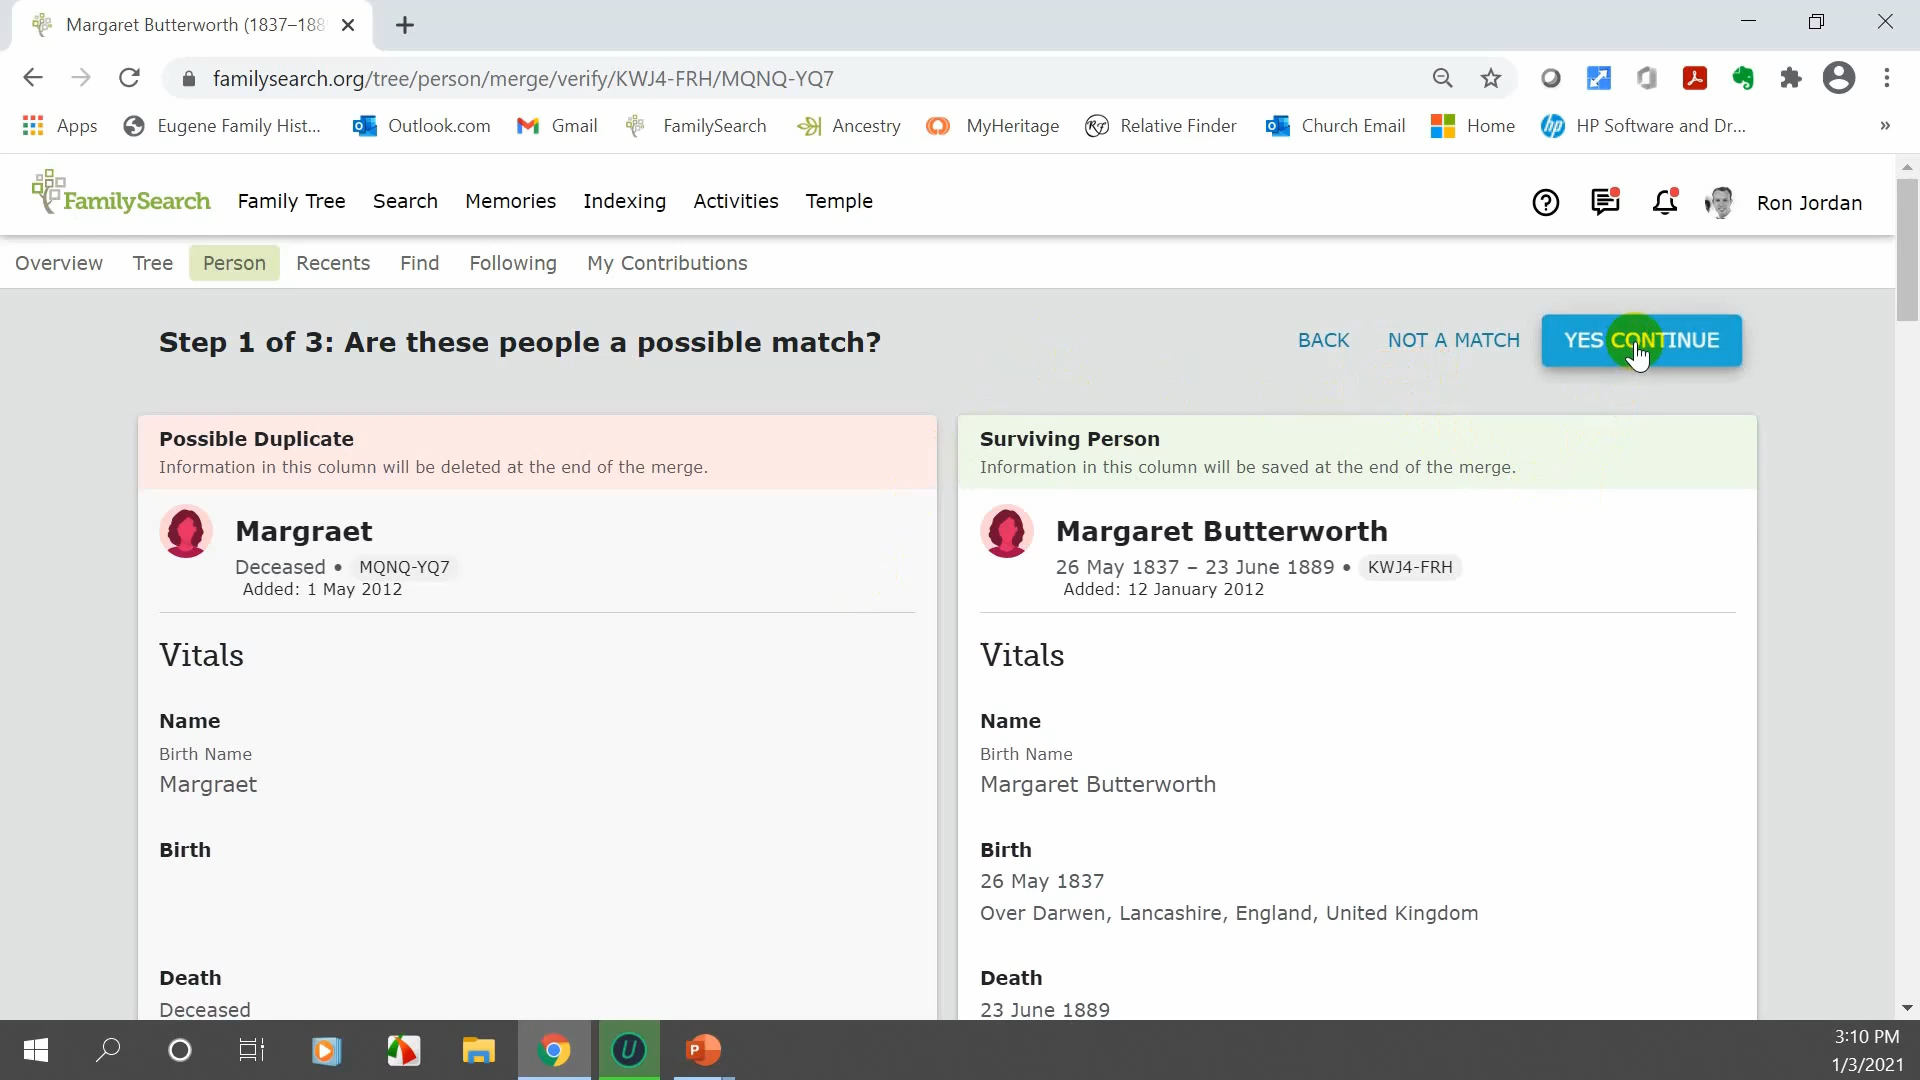 Margaret Butterworth (1837–188
familysearch.org/tree/person/merge/verify/KWJ4-FRH/MQNQ-YQ7
Apps Eugene Family Hist... Outlook.com Gmail FamilySearch Ancestry MyHeritage RF Relative Finder Church Email Home hp HP Software and Dr... »
FamilySearch Family Tree Search Memories Indexing Activities Temple Ron Jordan
Overview Tree Person Recents Find Following My Contributions
Step 1 of 3: Are these people a possible match? BACK NOT A MATCH YES CONTINUE
Possible Duplicate
Information in this column will be deleted at the end of the merge.
Margraet
Deceased • MQNQ-YQ7
Added: 1 May 2012
Vitals
Name
Birth Name
Margraet
Birth
Death
Deceased
Surviving Person
Information in this column will be saved at the end of the merge.
Margaret Butterworth
26 May 1837 – 23 June 1889 • KWJ4-FRH
Added: 12 January 2012
Vitals
Name
Birth Name
Margaret Butterworth
Birth
26 May 1837
Over Darwen, Lancashire, England, United Kingdom
Death
23 June 1889
3:10 PM
1/3/2021